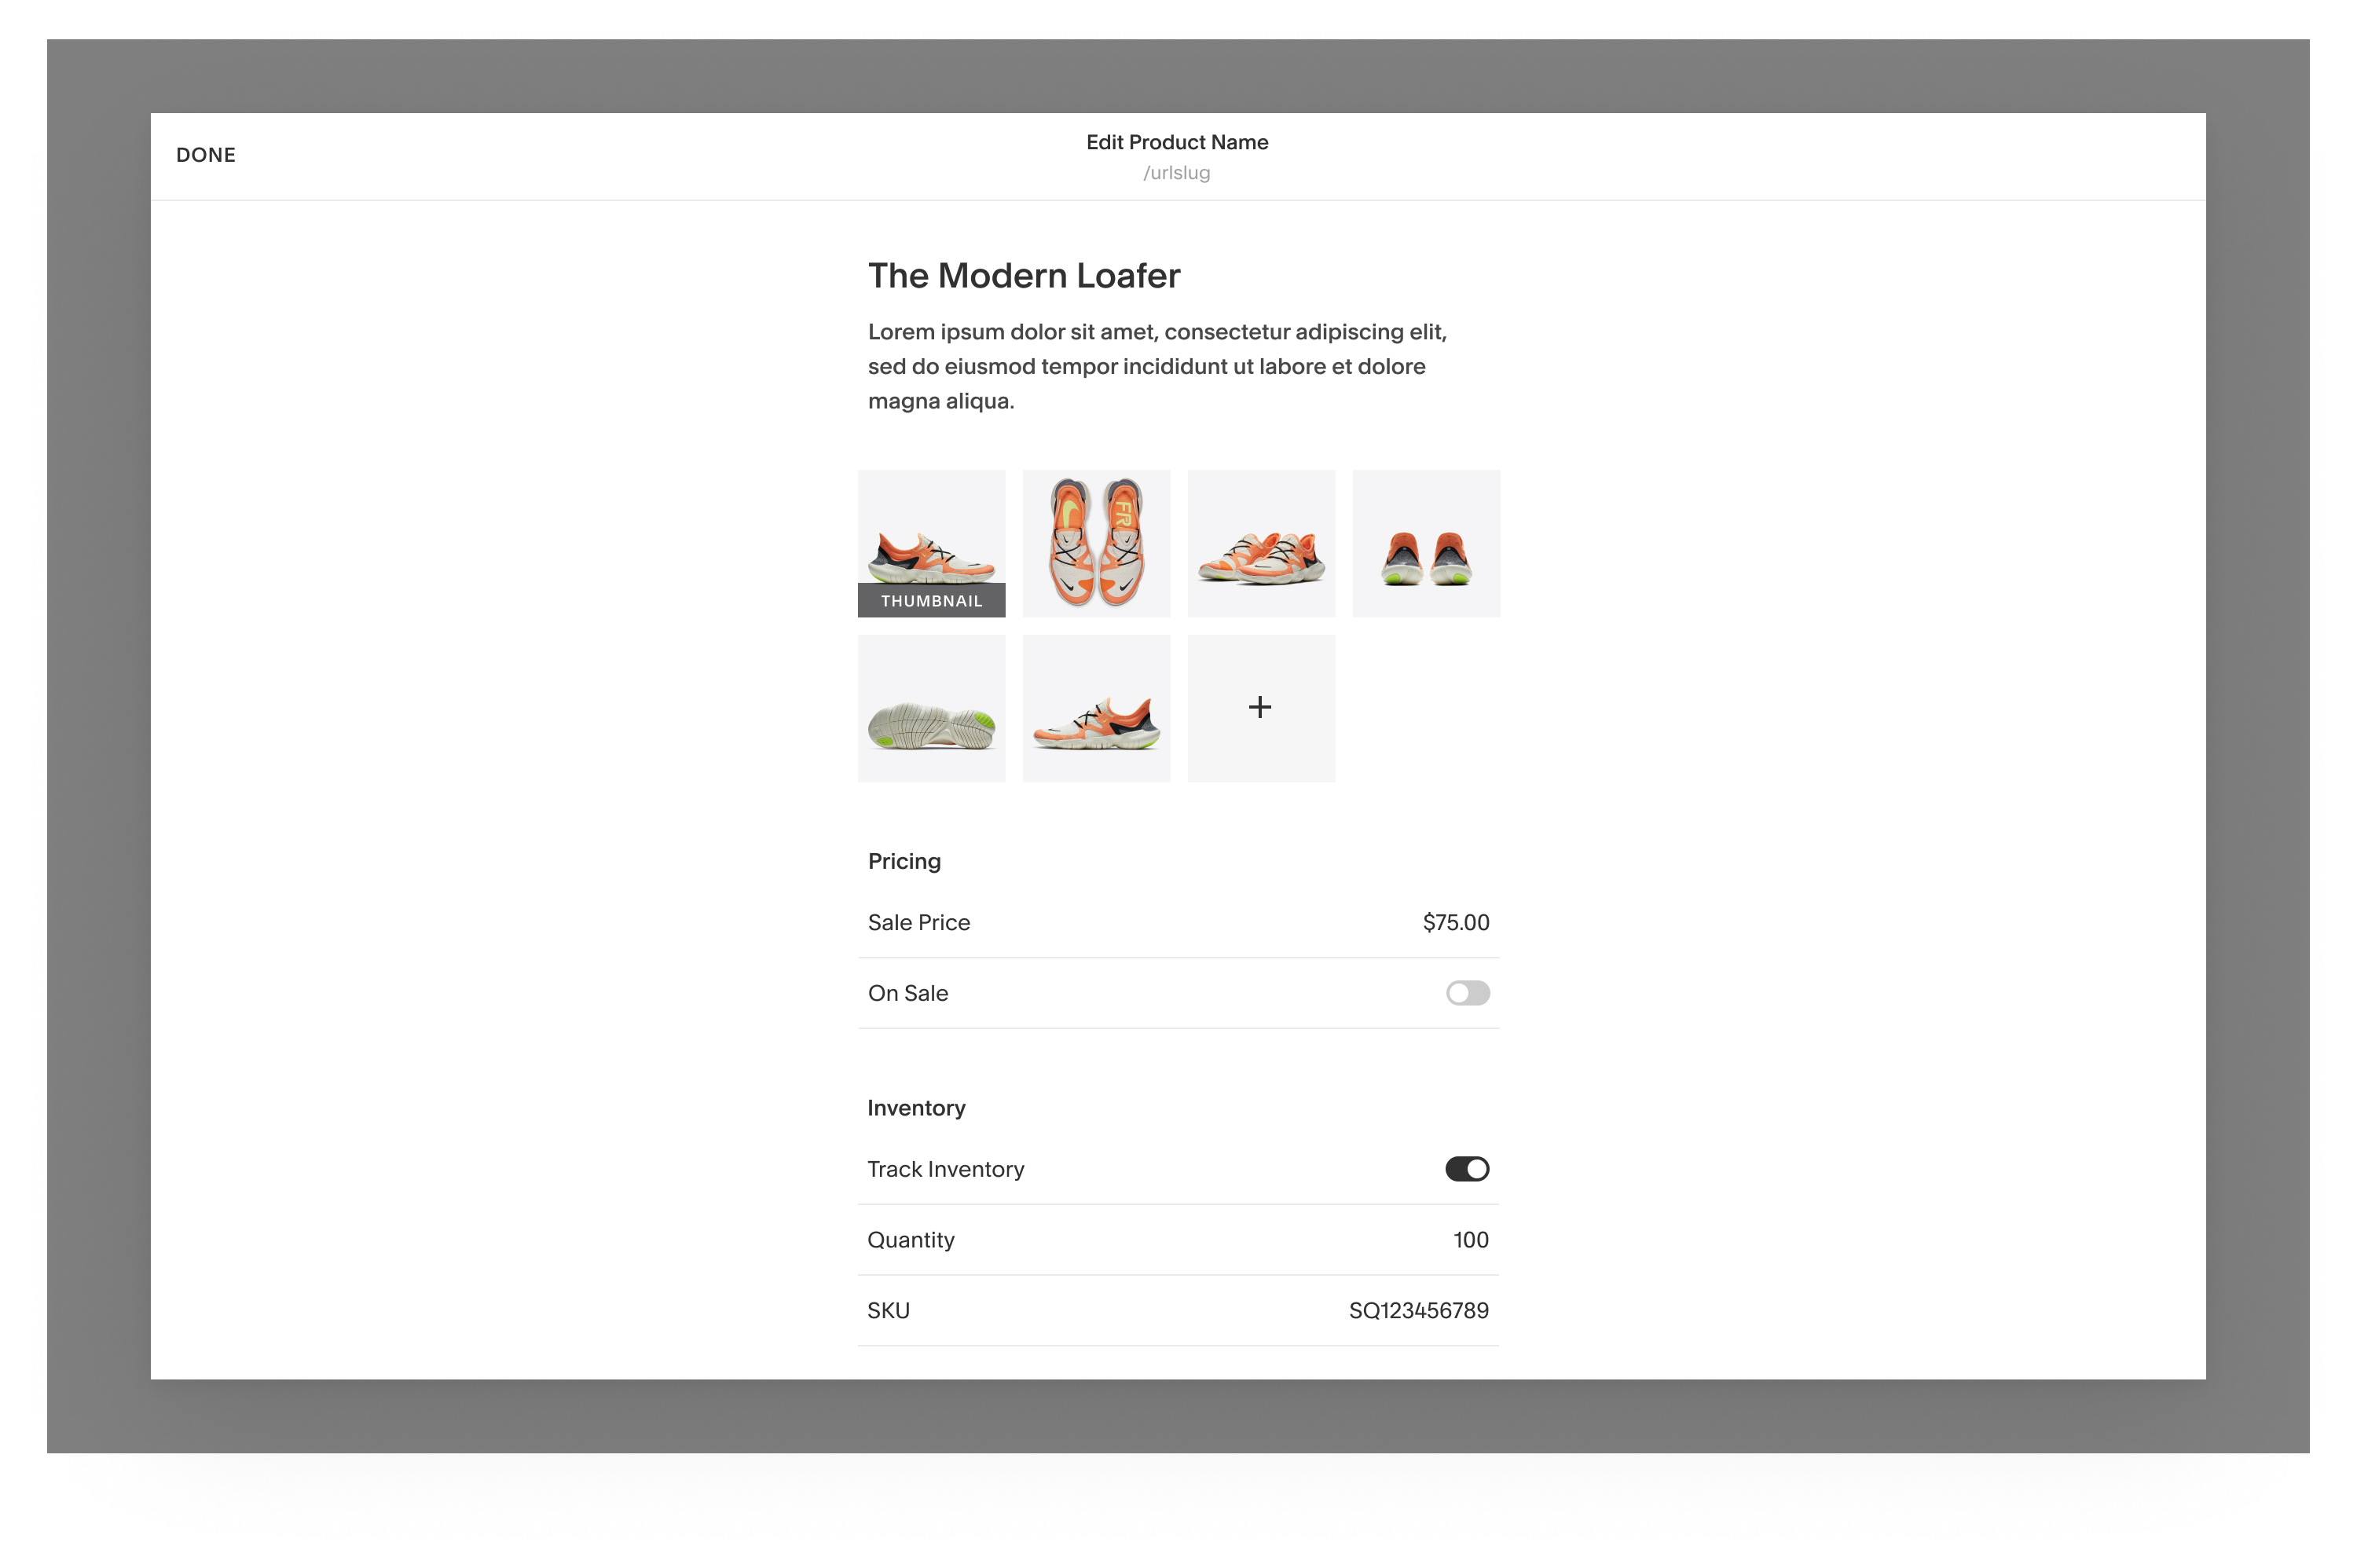 DONE
Edit Product Name
/urlslug
The Modern Loafer
Lorem ipsum dolor sit amet, consectetur adipiscing elit,
sed do eiusmod tempor incididunt ut labore et dolore
magna aliqua.
FR
THUMBNAIL
Pricing
Sale Price $75.00
On Sale
Inventory
Track Inventory
Quantity 100
SKU SQ123456789